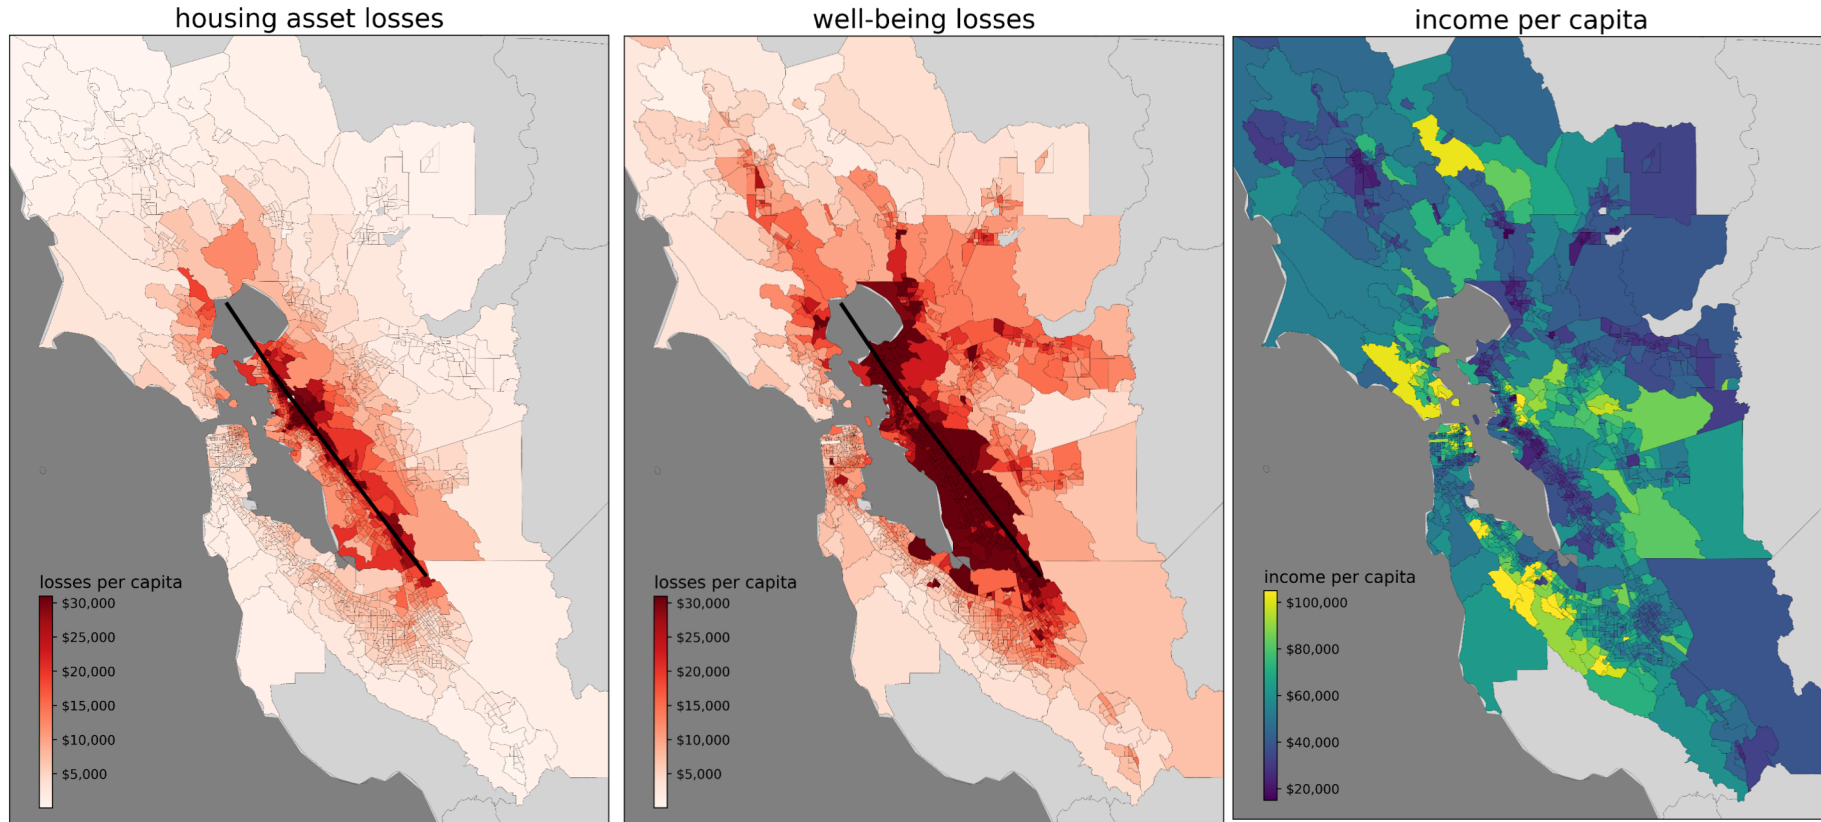 housing asset losses
well-being losses
income per capita
losses per capita
$30,000
$25,000
$20,000
$15,000
$10,000
$5,000
losses per capita
$30,000
$25,000
$20,000
$15,000
$10,000
$5,000
income per capita
$100,000
$80,000
$60,000
$40,000
$20,000